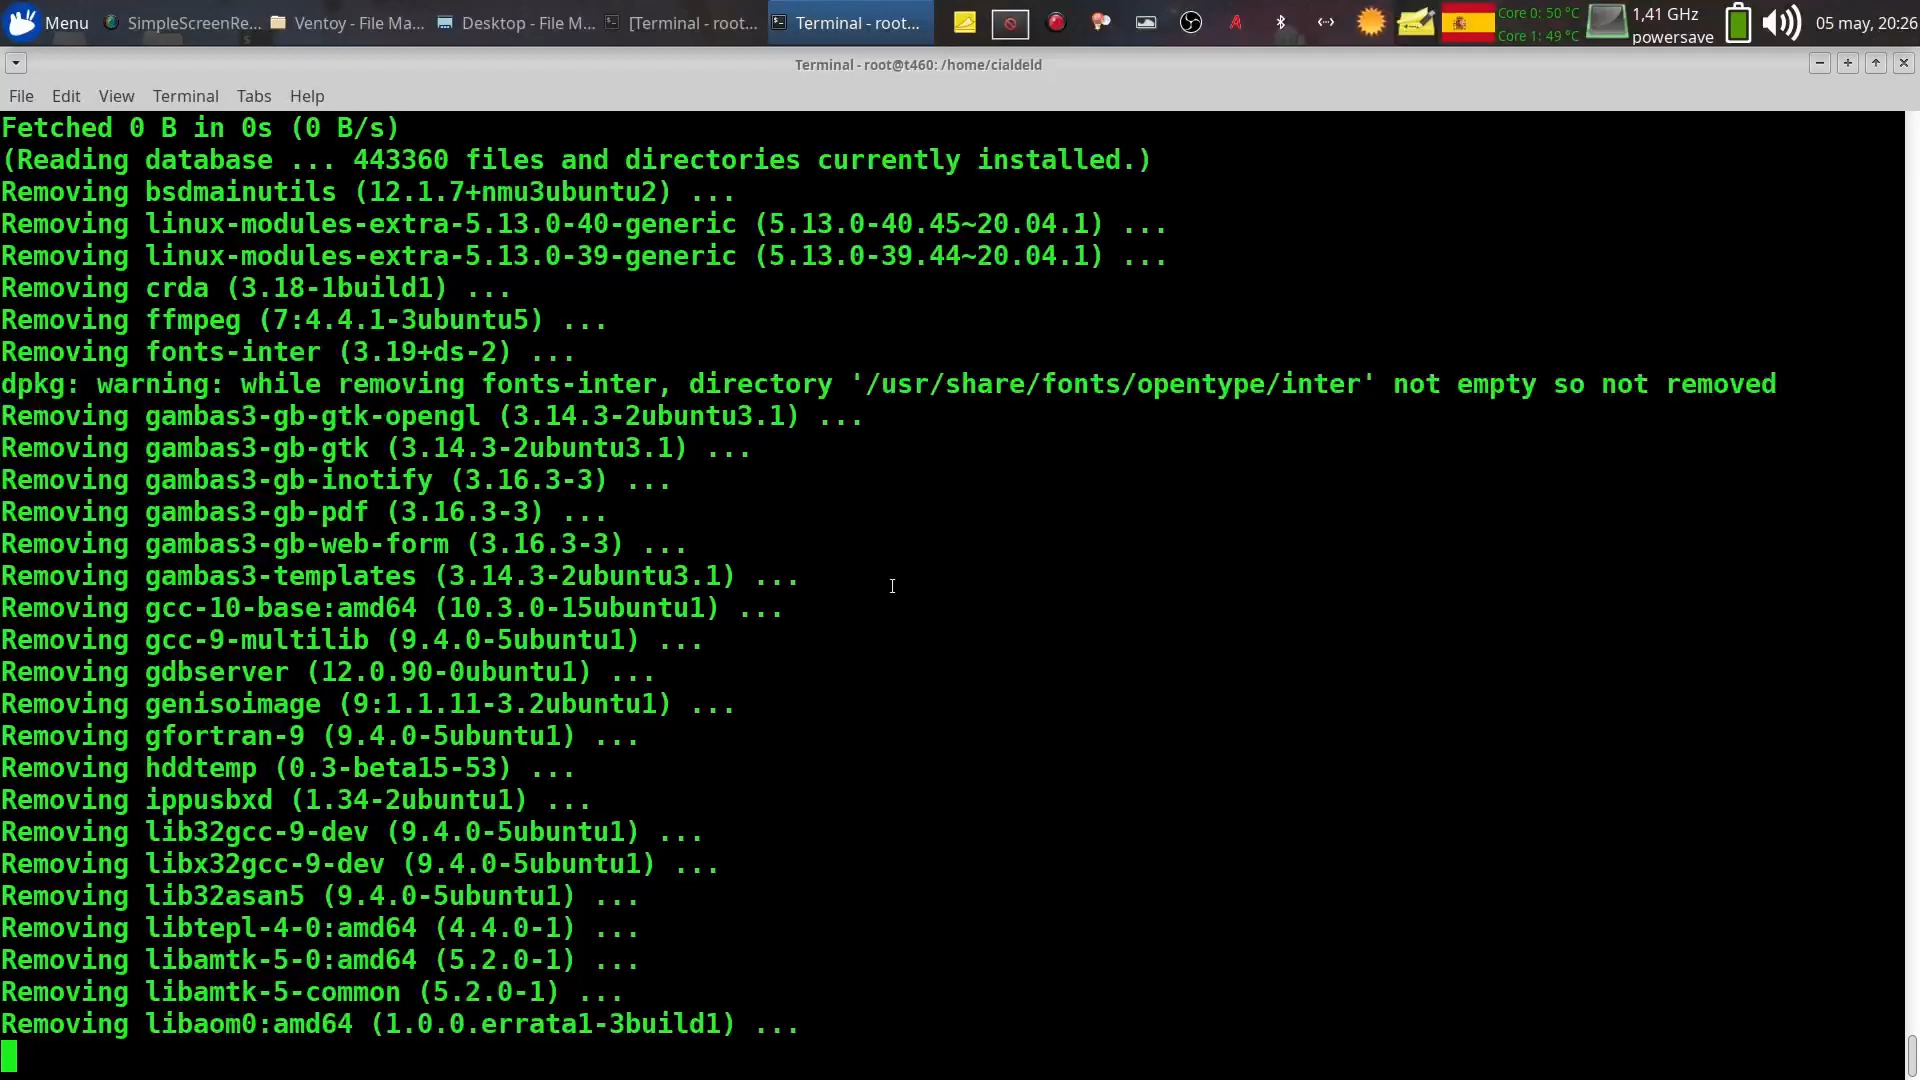 Menu
SimpleScreenRe...
Ventoy - File Ma...
Desktop - File M...
[Terminal - root...
Terminal - root...
Core 0: 50 °C
Core 1: 49 °C
1,41 GHz
powersave
05 may, 20:26
Terminal - root@t460: /home/cialdeld
File Edit View Terminal Tabs Help
Fetched 0 B in 0s (0 B/s)
(Reading database ... 443360 files and directories currently installed.)
Removing bsdmainutils (12.1.7+nmu3ubuntu2) ...
Removing linux-modules-extra-5.13.0-40-generic (5.13.0-40.45~20.04.1) ...
Removing linux-modules-extra-5.13.0-39-generic (5.13.0-39.44~20.04.1) ...
Removing crda (3.18-1build1) ...
Removing ffmpeg (7:4.4.1-3ubuntu5) ...
Removing fonts-inter (3.19+ds-2) ...
dpkg: warning: while removing fonts-inter, directory '/usr/share/fonts/opentype/inter' not empty so not removed
Removing gambas3-gb-gtk-opengl (3.14.3-2ubuntu3.1) ...
Removing gambas3-gb-gtk (3.14.3-2ubuntu3.1) ...
Removing gambas3-gb-inotify (3.16.3-3) ...
Removing gambas3-gb-pdf (3.16.3-3) ...
Removing gambas3-gb-web-form (3.16.3-3) ...
Removing gambas3-templates (3.14.3-2ubuntu3.1) ...
Removing gcc-10-base:amd64 (10.3.0-15ubuntu1) ...
Removing gcc-9-multilib (9.4.0-5ubuntu1) ...
Removing gdbserver (12.0.90-0ubuntu1) ...
Removing genisoimage (9:1.1.11-3.2ubuntu1) ...
Removing gfortran-9 (9.4.0-5ubuntu1) ...
Removing hddtemp (0.3-beta15-53) ...
Removing ippusbxd (1.34-2ubuntu1) ...
Removing lib32gcc-9-dev (9.4.0-5ubuntu1) ...
Removing libx32gcc-9-dev (9.4.0-5ubuntu1) ...
Removing lib32asan5 (9.4.0-5ubuntu1) ...
Removing libtepl-4-0:amd64 (4.4.0-1) ...
Removing libamtk-5-0:amd64 (5.2.0-1) ...
Removing libamtk-5-common (5.2.0-1) ...
Removing libaom0:amd64 (1.0.0.errata1-3build1) ...